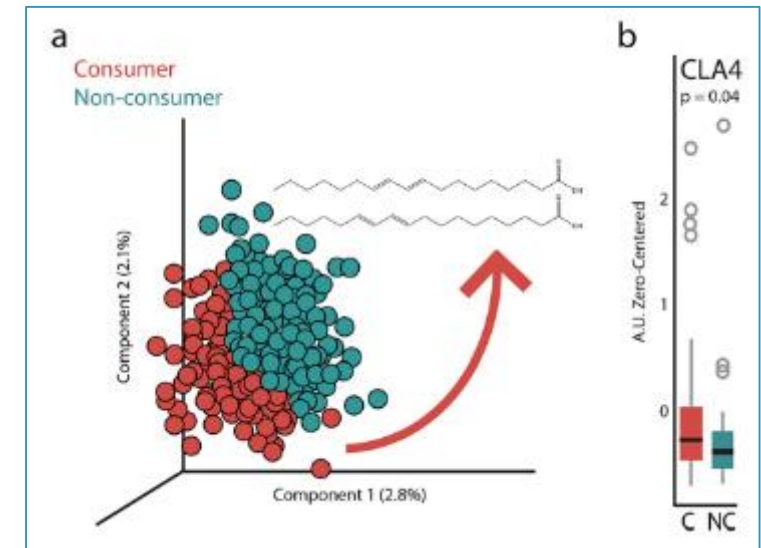 a
Consumer
Non-consumer
Component 2 (2.1%)
Component 1 (2.8%)
b
CLA4
p = 0.04
A.U. Zero-Centered
2
1
0
C NC